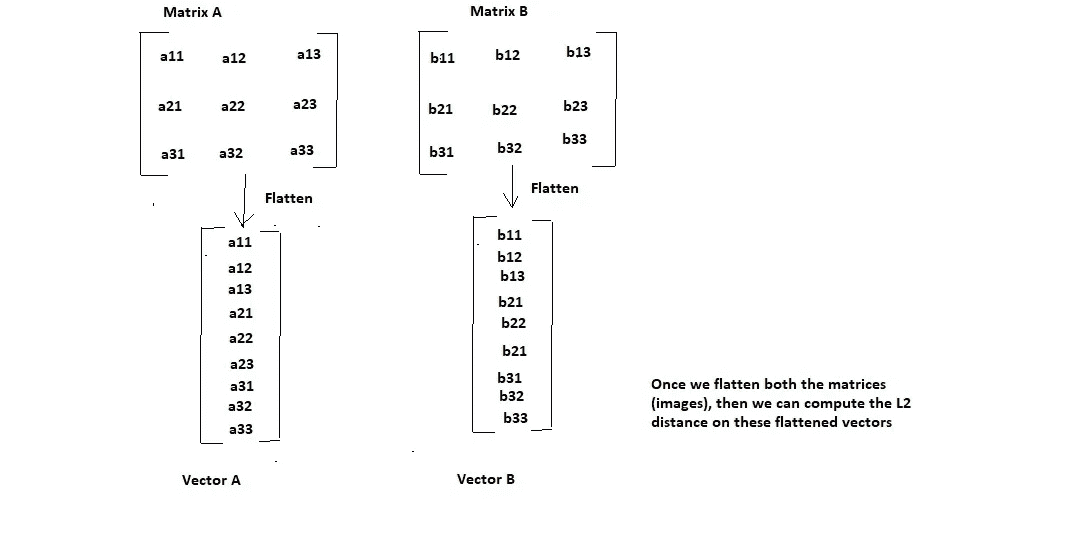 Matrix A
a11 a12 a13
a21 a22 a23
a31 a32 a33
Flatten
a11
a12
a13
a21
a22
a23
a31
a32
a33
Vector A
Matrix B
b11 b12 b13
b21 b22 b23
b31 b32 b33
Flatten
b11
b12
b13
b21
b22
b21
b31
b32
b33
Vector B
Once we flatten both the matrices
(images), then we can compute the L2
distance on these flattened vectors